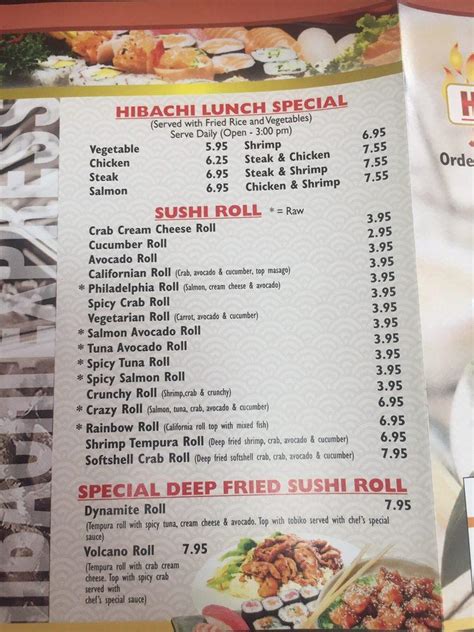 HIBACHI EXPRESS
HIBACHI LUNCH SPECIAL
(Served with Fried Rice and Vegetables)
Serve Daily (Open - 3:00 pm)
Vegetable 5.95 Shrimp 6.95
Chicken 6.25 Steak & Chicken 7.55
Steak 6.95 Steak & Shrimp 7.55
Salmon 6.95 Chicken & Shrimp 7.55
SUSHI ROLL * = Raw
Crab Cream Cheese Roll 3.95
Cucumber Roll 2.95
Avocado Roll 3.95
Californian Roll (Crab, avocado & cucumber, top masago) 3.95
* Philadelphia Roll (Salmon, cream cheese & avocado) 3.95
Spicy Crab Roll 3.95
Vegetarian Roll (Carrot, avocado & cucumber) 3.95
* Salmon Avocado Roll 3.95
* Tuna Avocado Roll 3.95
* Spicy Tuna Roll 3.95
* Spicy Salmon Roll 3.95
Crunchy Roll (Shrimp,crab & crunchy) 3.95
* Crazy Roll (Salmon, tuna, crab, avocado & cucumber) 6.95
* Rainbow Roll (California roll top with mixed fish) 6.95
Shrimp Tempura Roll (Deep fried shrimp, crab, avocado & cucumber) 6.95
Softshell Crab Roll (Deep fried softshell crab, crab, avocado & cucumber) 7.95
SPECIAL DEEP FRIED SUSHI ROLL
Dynamite Roll 7.95
(Tempura roll with spicy tuna, cream cheese & avocado. Top with tobiko served with chef's special
sauce)
Volcano Roll 7.95
(Tempura roll with crab cream
cheese. Top with spicy crab
served with
chef's special sauce)
H
Orde